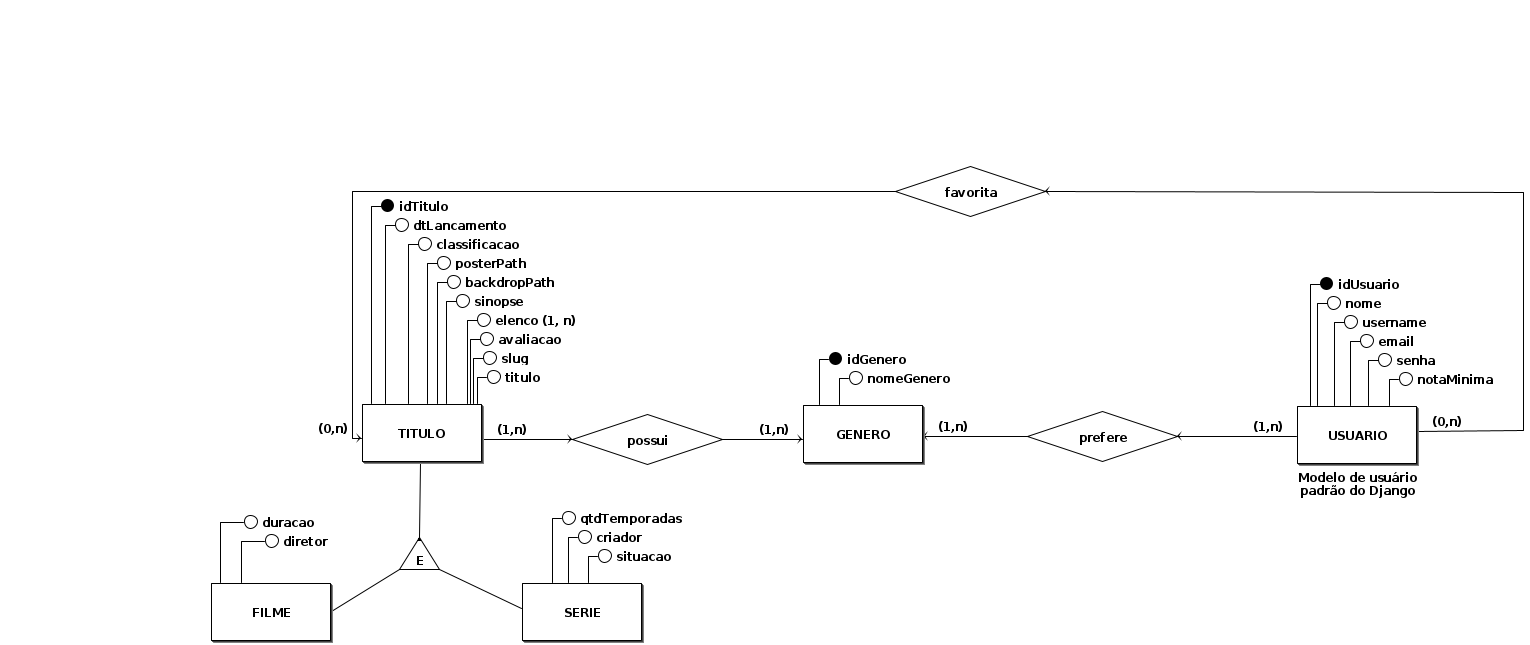 favorita
idTitulo
dtLancamento
classificacao
posterPath
backdropPath
sinopse
elenco (1, n)
avaliacao
slug
titulo
idGenero
nomeGenero
idUsuario
nome
username
email
senha
notaMinima
(0,n)
TITULO
(1,n)
possui
(1,n)
GENERO
(1,n)
prefere
(1,n)
USUARIO
(0,n)
Modelo de usuário
padrão do Django
duracao
diretor
E
qtdTemporadas
criador
situacao
FILME
SERIE